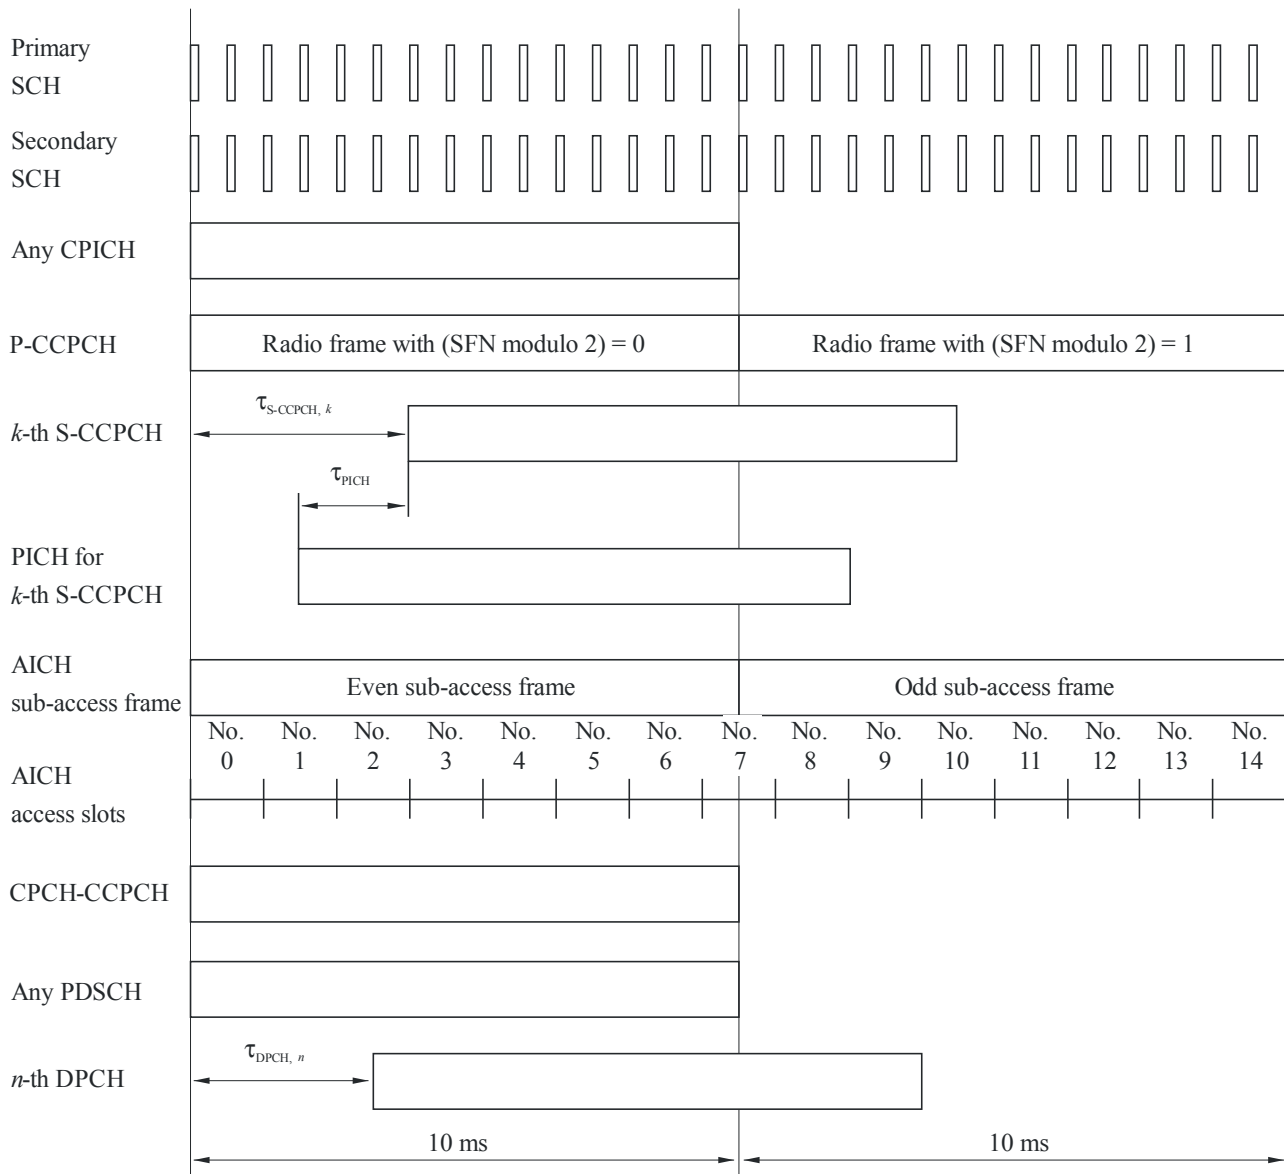 Primary
SCH
Secondary
SCH
Any CPICH
P-CCPCH
Radio frame with (SFN modulo 2) = 0
Radio frame with (SFN modulo 2) = 1
τS-CCPCH, k
k-th S-CCPCH
τPICH
PICH for
k-th S-CCPCH
AICH
sub-access frame
Even sub-access frame
Odd sub-access frame
No. No. No. No. No. No. No. No. No. No. No. No. No. No. No.
0 1 2 3 4 5 6 7 8 9 10 11 12 13 14
AICH
access slots
CPCH-CCPCH
Any PDSCH
τDPCH, n
n-th DPCH
10 ms
10 ms